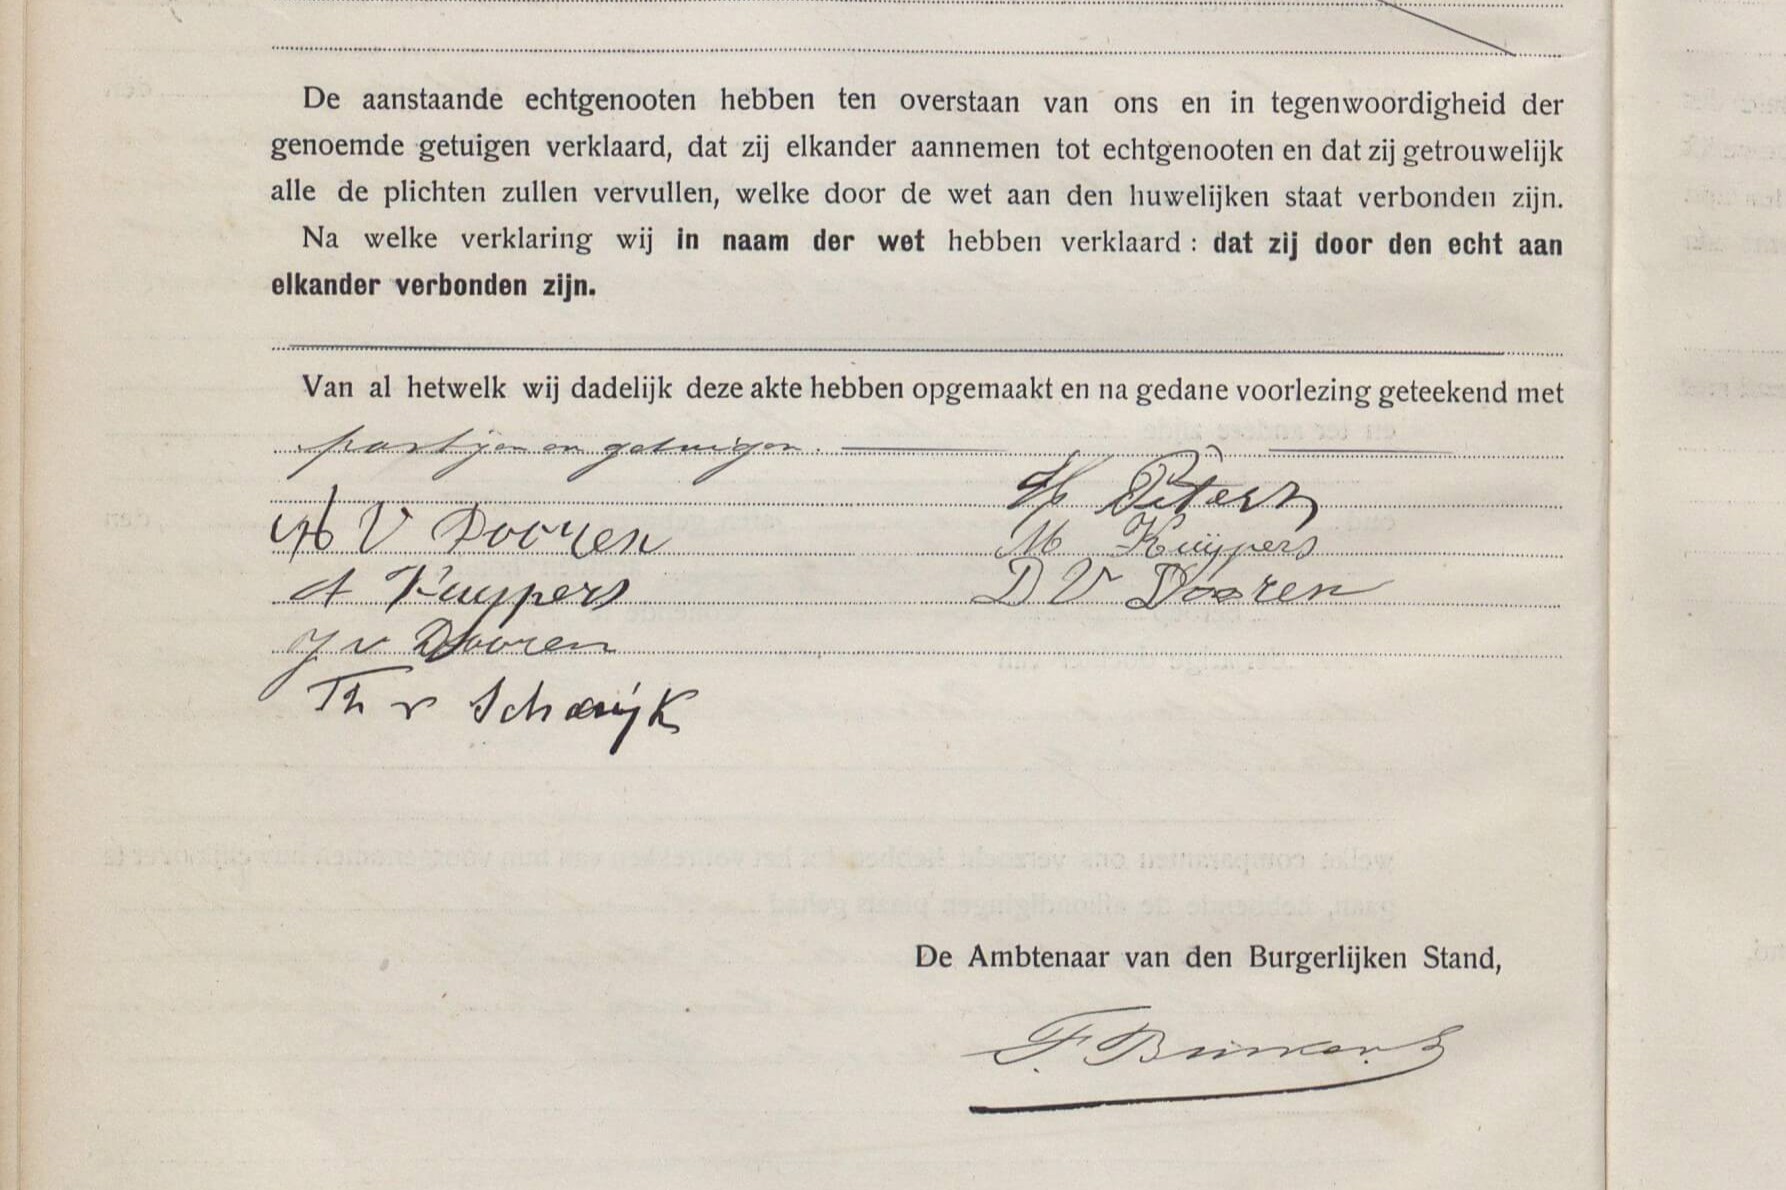 De aanstaande echtgenooten hebben ten overstaan van ons en in tegenwoordigheid der
genoemde getuigen verklaard, dat zij elkander aannemen tot echtgenooten en dat zij getrouwelijk
alle de plichten zullen vervullen, welke door de wet aan den huwelijken staat verbonden zijn.
Na welke verklaring wij in naam der wet hebben verklaard : dat zij door den echt aan
elkander verbonden zijn.
Van al hetwelk wij dadelijk deze akte hebben opgemaakt en na gedane voorlezing geteekend met
partijen en getuigen.
H Peters
V Dooren
M Kuijpers
A Kuypers
D V Dooren
J v Dooren
Th v Schaijk
De Ambtenaar van den Burgerlijken Stand,
F.